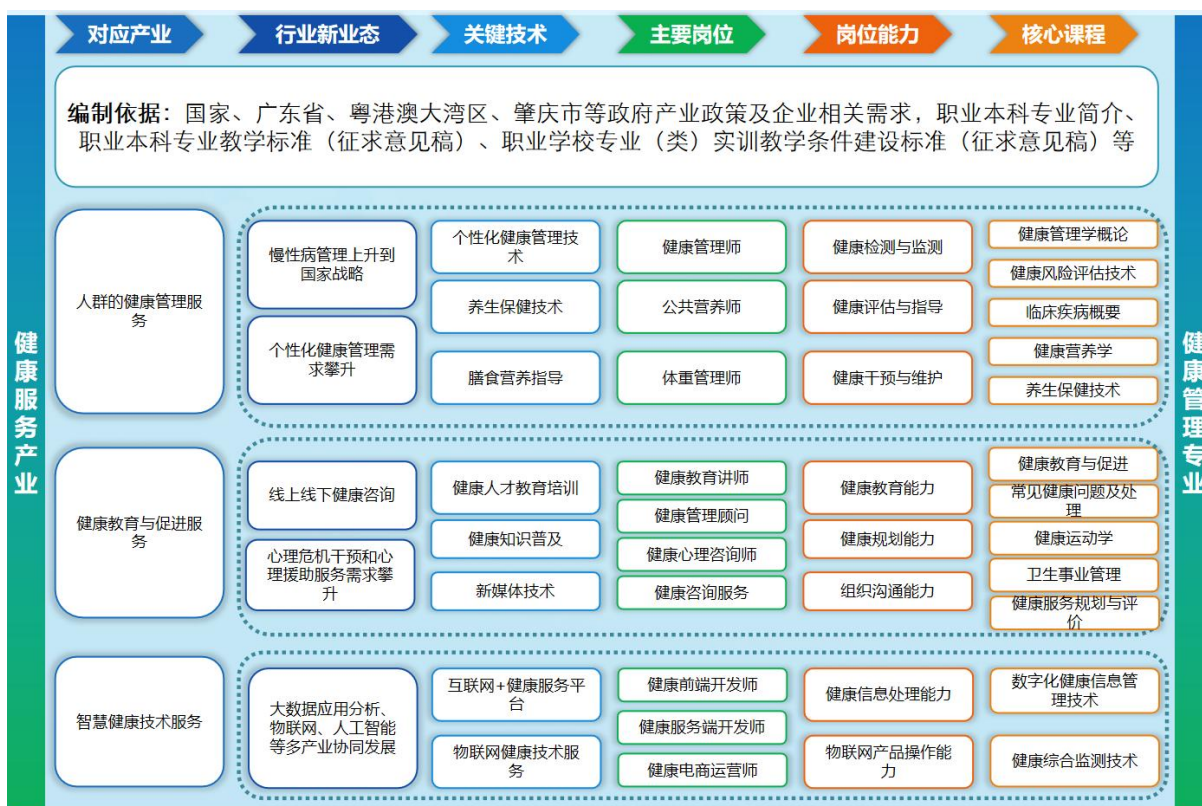 对应产业
行业新业态
关键技术
主要岗位
岗位能力
核心课程
编制依据：国家、广东省、粤港澳大湾区、肇庆市等政府产业政策及企业相关需求，职业本科专业简介、
职业本科专业教学标准（征求意见稿）、职业学校专业（类）实训教学条件建设标准（征求意见稿）等
健康服务产业
人群的健康管理服
务
慢性病管理上升到
国家战略
个性化健康管理需
求攀升
个性化健康管理技
术
养生保健技术
膳食营养指导
健康管理师
公共营养师
体重管理师
健康检测与监测
健康评估与指导
健康干预与维护
健康管理学概论
健康风险评估技术
临床疾病概要
健康营养学
养生保健技术
健康教育与促进服
务
线上线下健康咨询
心理危机干预和心
理援助服务需求攀
升
健康人才教育培训
健康知识普及
新媒体技术
健康教育讲师
健康管理顾问
健康心理咨询师
健康咨询服务
健康教育能力
健康规划能力
组织沟通能力
健康教育与促进
常见健康问题及处
理
健康运动学
卫生事业管理
健康服务规划与评
价
智慧健康技术服务
大数据应用分析、
物联网、人工智能
等多产业协同发展
互联网+健康服务平
台
物联网健康技术服
务
健康前端开发师
健康服务端开发师
健康电商运营师
健康信息处理能力
物联网产品操作能
力
数字化健康信息管
理技术
健康综合监测技术
健康管理专业